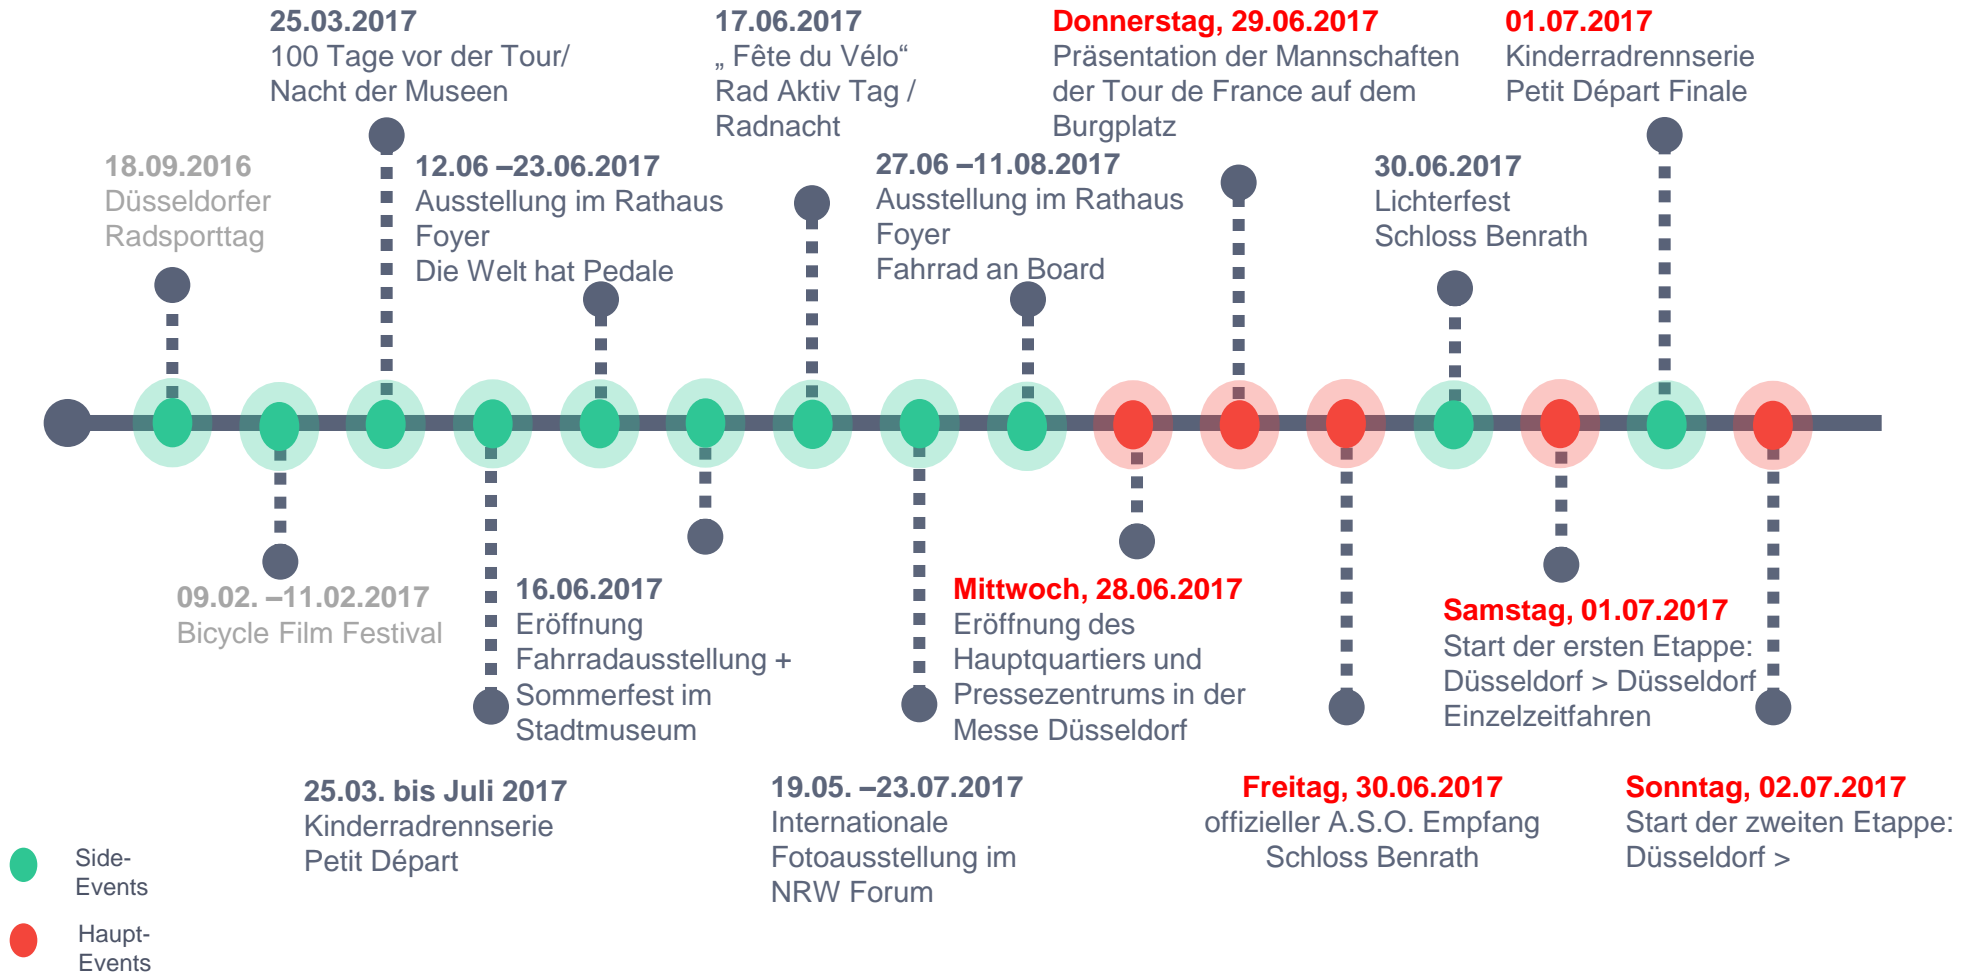 25.03.2017
100 Tage vor der Tour/
Nacht der Museen
17.06.2017
„ Fête du Vélo“
Rad Aktiv Tag /
Radnacht
Donnerstag, 29.06.2017
Präsentation der Mannschaften
der Tour de France auf dem
Burgplatz
01.07.2017
Kinderradrennserie
Petit Départ Finale
18.09.2016
Düsseldorfer
Radsporttag
12.06 –23.06.2017
Ausstellung im Rathaus
Foyer
Die Welt hat Pedale
27.06 –11.08.2017
Ausstellung im Rathaus
Foyer
Fahrrad an Board
30.06.2017
Lichterfest
Schloss Benrath
09.02. –11.02.2017
Bicycle Film Festival
16.06.2017
Eröffnung
Fahrradausstellung +
Sommerfest im
Stadtmuseum
Mittwoch, 28.06.2017
Eröffnung des
Hauptquartiers und
Pressezentrums in der
Messe Düsseldorf
Samstag, 01.07.2017
Start der ersten Etappe:
Düsseldorf > Düsseldorf
Einzelzeitfahren
25.03. bis Juli 2017
Kinderradrennserie
Petit Départ
19.05. –23.07.2017
Internationale
Fotoausstellung im
NRW Forum
Freitag, 30.06.2017
offizieller A.S.O. Empfang
Schloss Benrath
Sonntag, 02.07.2017
Start der zweiten Etappe:
Düsseldorf >
Side-
Events
Haupt-
Events